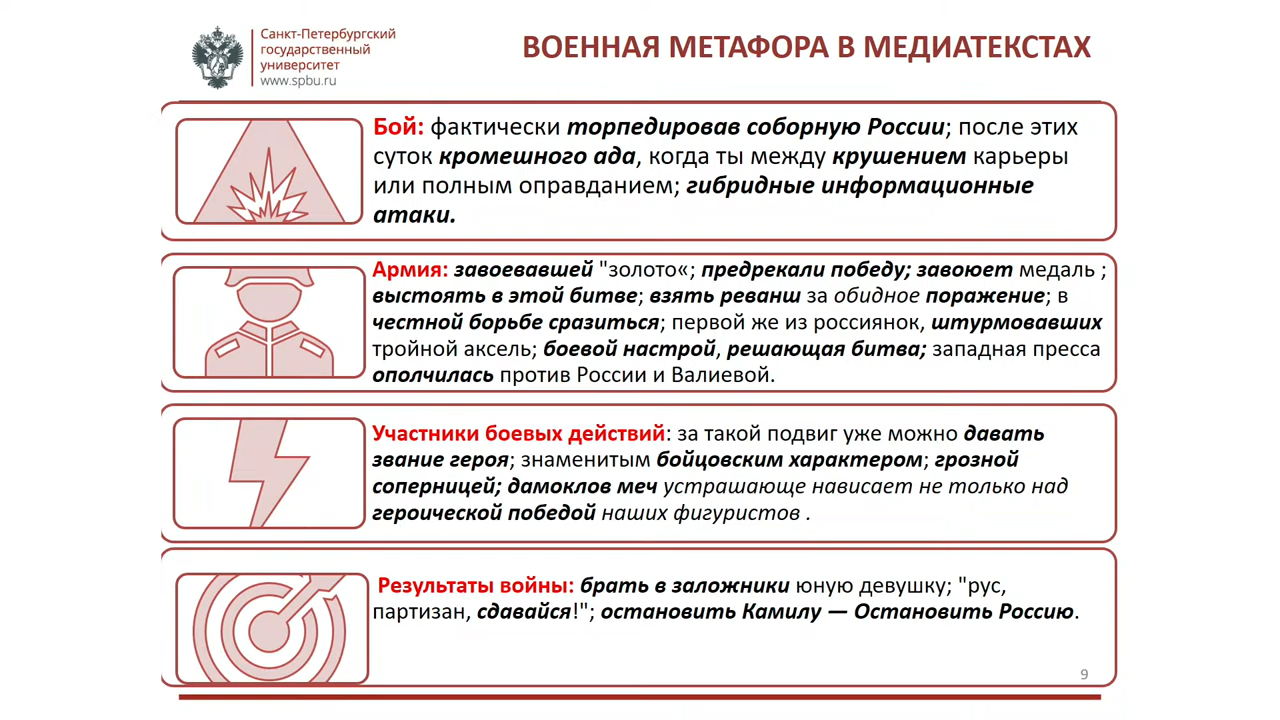 Санкт-Петербургский
государственный
университет
www.spbu.ru
ВОЕННАЯ МЕТАФОРА В МЕДИАТЕКСТАХ
Бой: фактически торпедировав соборную России; после этих
суток кромешного ада, когда ты между крушением карьеры
или полным оправданием; гибридные информационные
атаки.
Армия: завоевавшей "золото«; предрекали победу; завоюет медаль ;
выстоять в этой битве; взять реванш за обидное поражение; в
честной борьбе сразиться; первой же из россиянок, штурмовавших
тройной аксель; боевой настрой, решающая битва; западная пресса
ополчилась против России и Валиевой.
Участники боевых действий: за такой подвиг уже можно давать
звание героя; знаменитым бойцовским характером; грозной
соперницей; дамоклов меч устрашающе нависает не только над
героической победой наших фигуристов .
Результаты войны: брать в заложники юную девушку; "рус,
партизан, сдавайся!"; остановить Камилу — Остановить Россию.
9